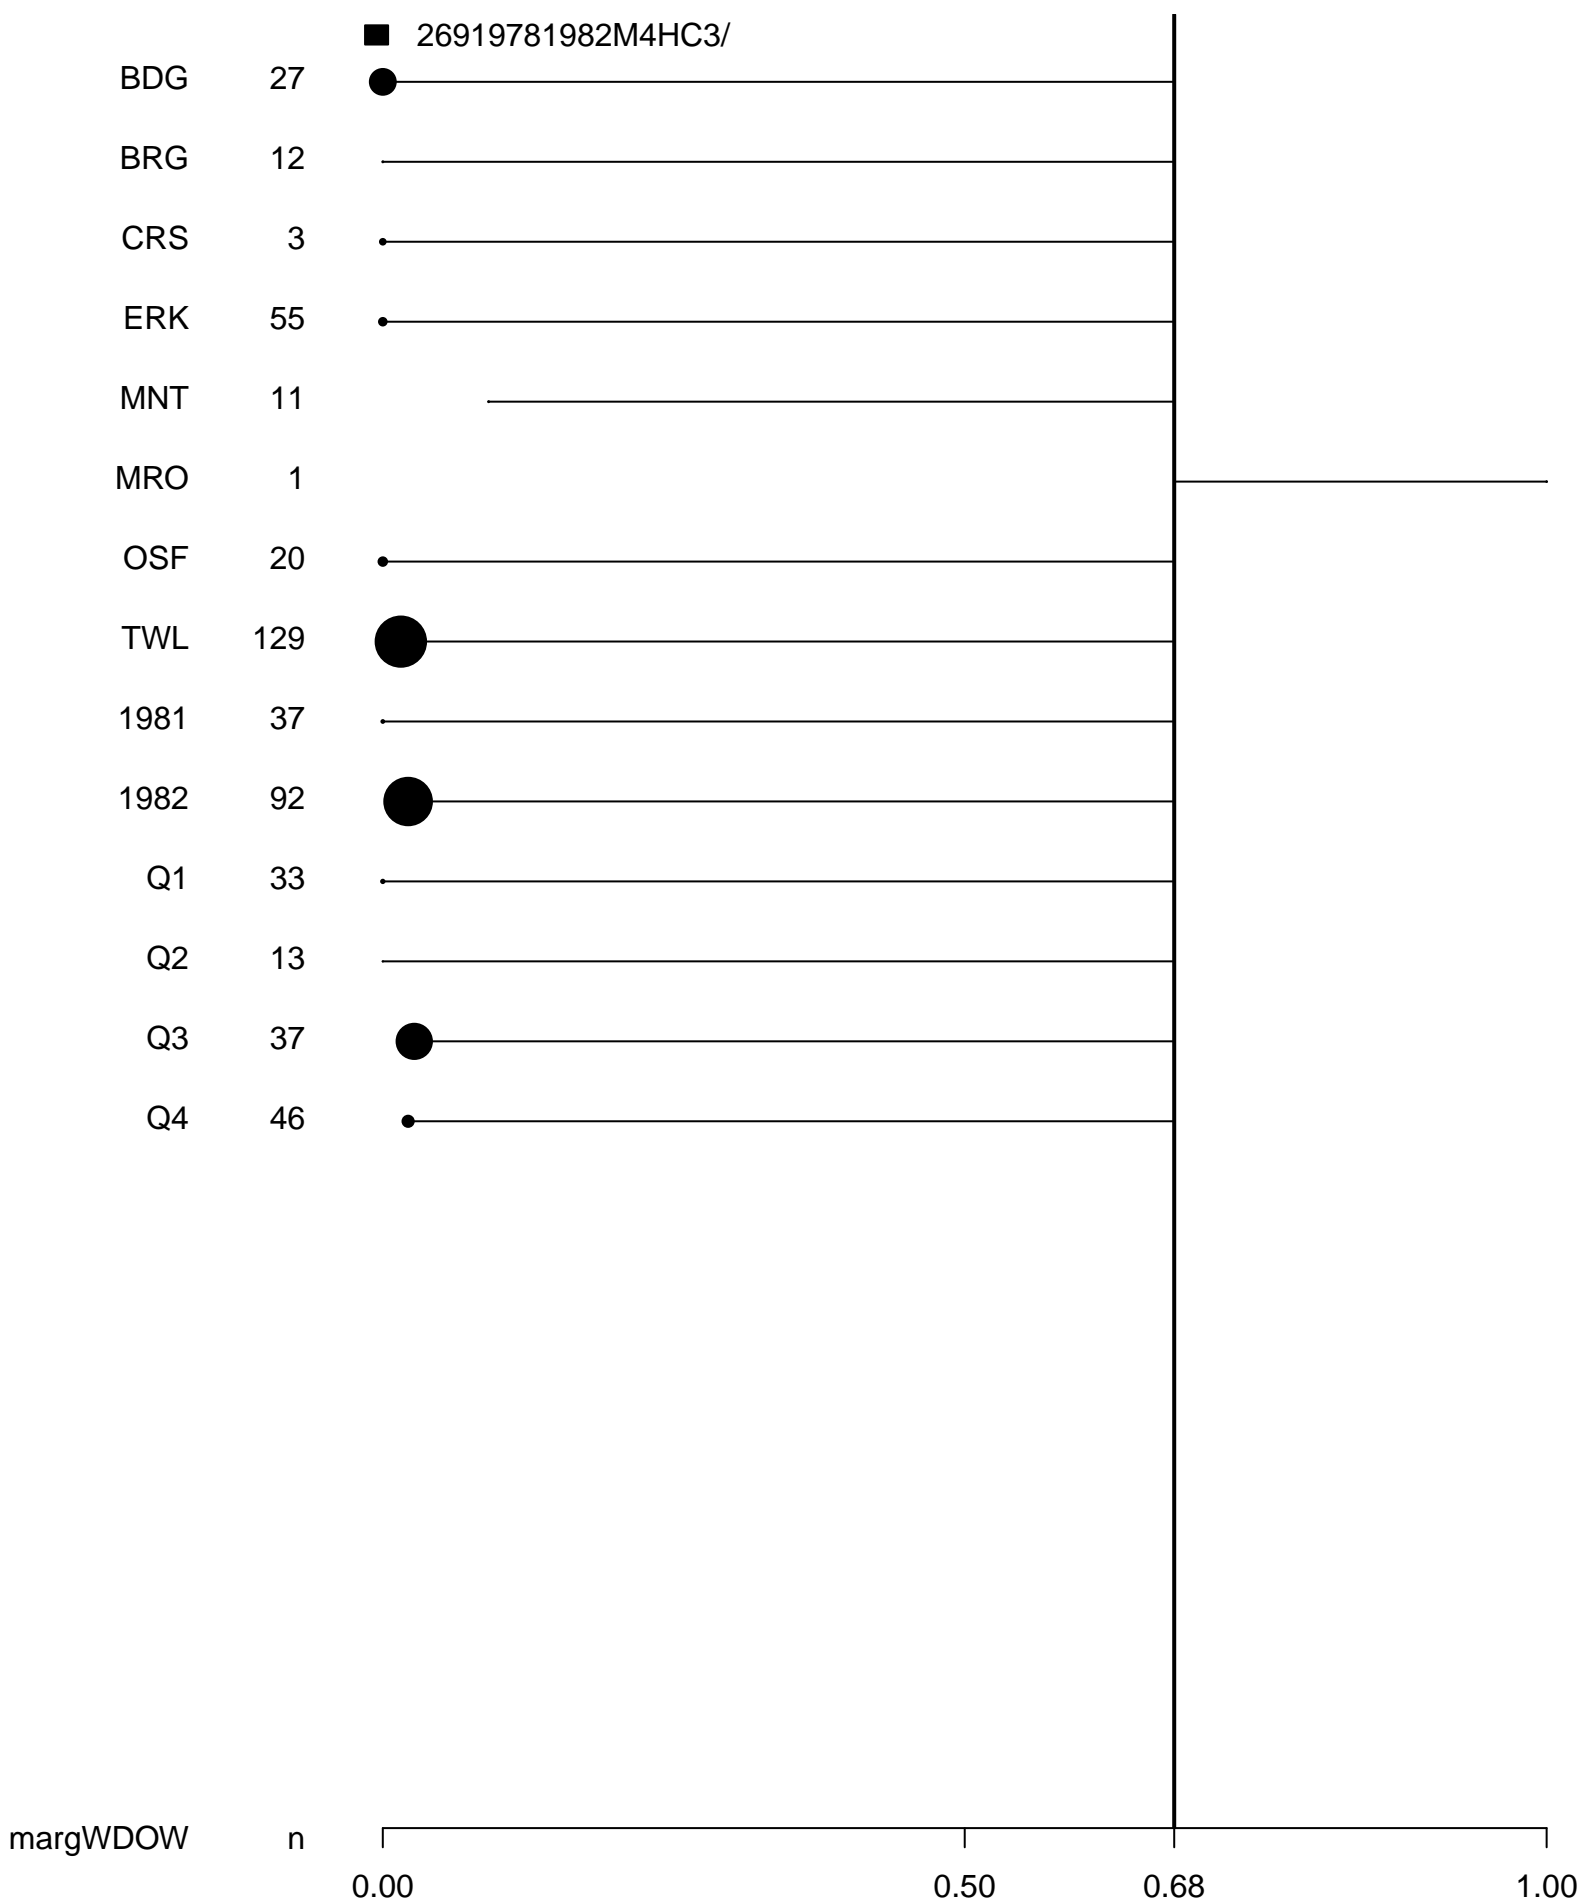 26919781982M4HC3/
BDG 27
BRG 12
CRS 3
ERK 55
MNT 11
MRO 1
OSF 20
TWL 129
1981 37
1982 92
Q1 33
Q2 13
Q3 37
Q4 46
margWDOW n
0.00 0.50 0.68 1.00